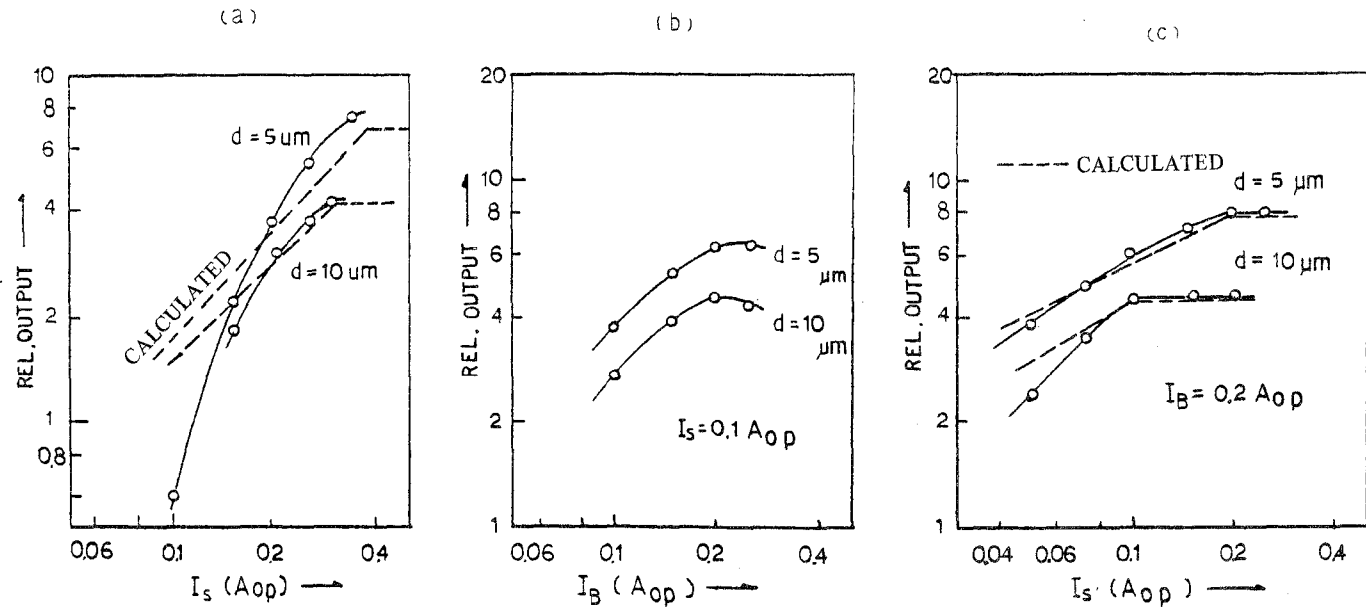 (a)
10
8
6
4
2
1
0.8
REL. OUTPUT
d = 5 um
d = 10 um
CALCULATED
0.06 0.1 0.2 0.4
Is (Aop)
(b)
20
10
8
6
4
2
1
REL. OUTPUT
d = 5
μm
d = 10
μm
Is = 0.1 Aop
0.06 0.1 0.2 0.4
IB (Aop)
(c)
20
10
8
6
4
2
1
REL. OUTPUT
CALCULATED
d = 5 μm
d = 10 μm
IB = 0.2 Aop
0.04 0.06 0.1 0.2 0.4
Is (Aop)